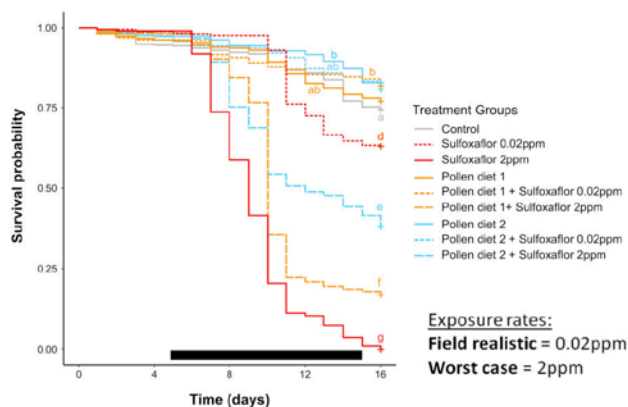 Survival probability
1.00
0.75
0.50
0.25
0.00
b
ab
b
ab
a
d
e
f
g
0
4
8
12
16
Time (days)
Treatment Groups
Control
Sulfoxaflor 0.02ppm
Sulfoxaflor 2ppm
Pollen diet 1
Pollen diet 1 + Sulfoxaflor 0.02ppm
Pollen diet 1+ Sulfoxaflor 2ppm
Pollen diet 2
Pollen diet 2 + Sulfoxaflor 0.02ppm
Pollen diet 2 + Sulfoxaflor 2ppm
Exposure rates:
Field realistic = 0.02ppm
Worst case = 2ppm